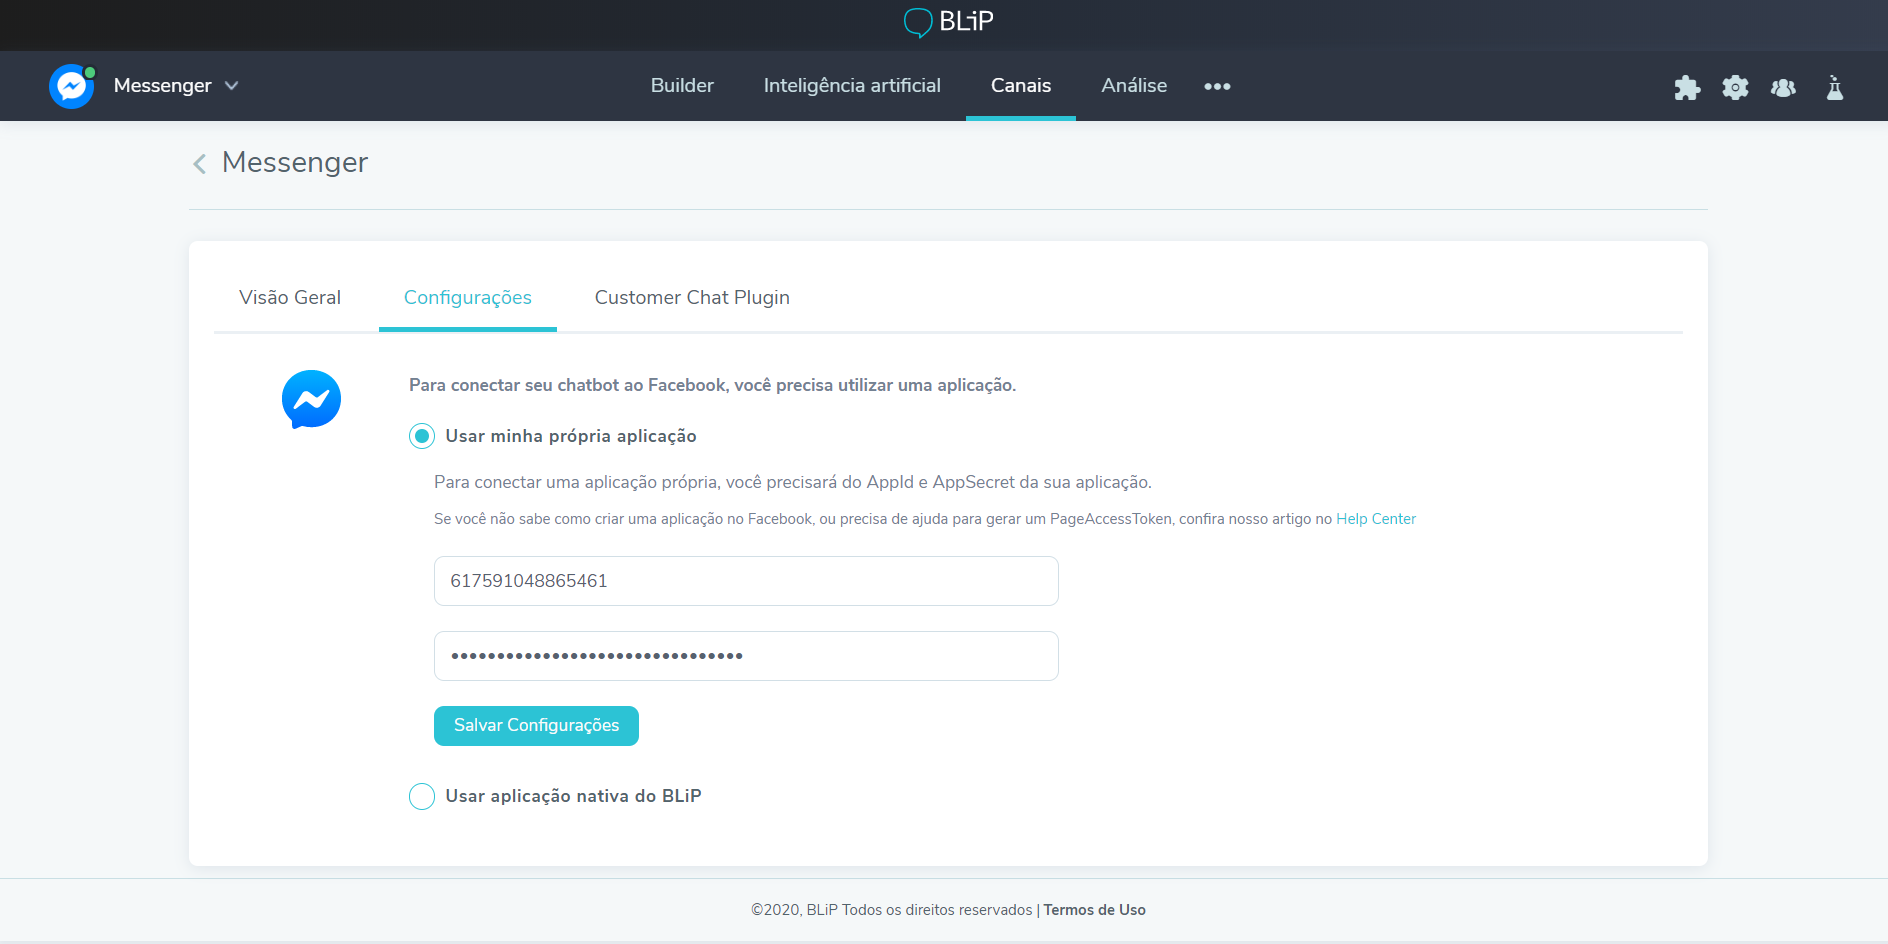 BLiP
Messenger
Builder
Inteligência artificial
Canais
Análise
Messenger
Visão Geral
Configurações
Customer Chat Plugin
Para conectar seu chatbot ao Facebook, você precisa utilizar uma aplicação.
Usar minha própria aplicação
Para conectar uma aplicação própria, você precisará do AppId e AppSecret da sua aplicação.
Se você não sabe como criar uma aplicação no Facebook, ou precisa de ajuda para gerar um PageAccessToken, confira nosso artigo no Help Center
617591048865461
••••••••••••••••••••••••••••••••
Salvar Configurações
Usar aplicação nativa do BLiP
©2020, BLiP Todos os direitos reservados | Termos de Uso